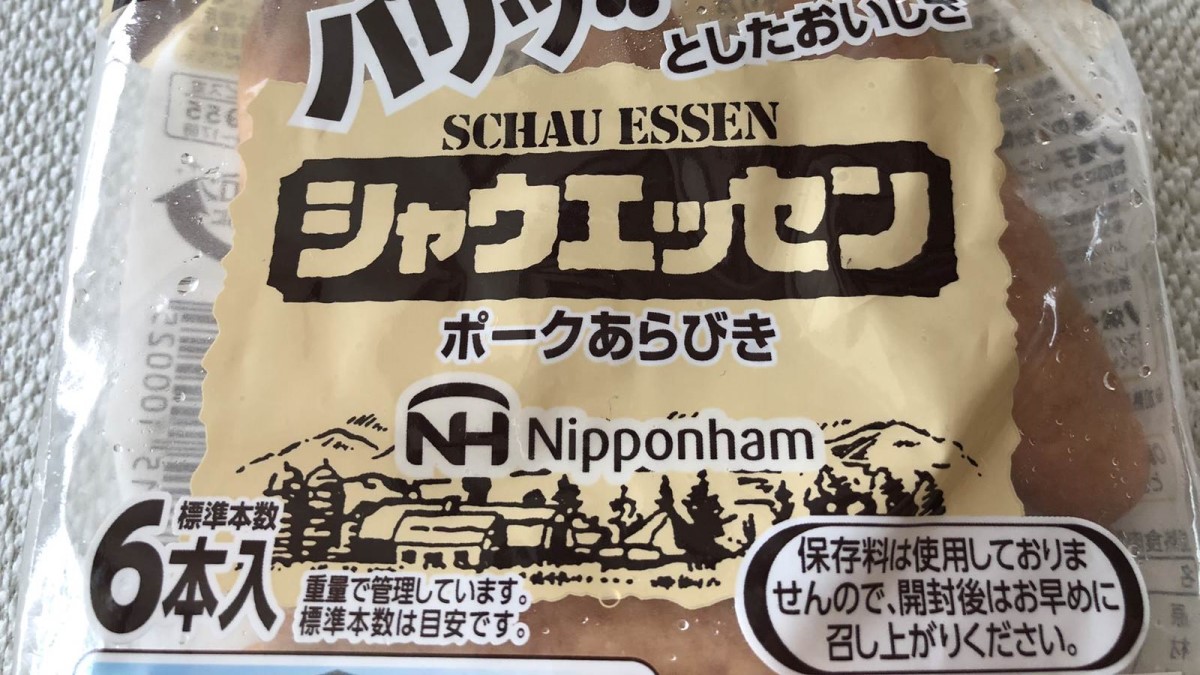 パリッ!!
としたおいしさ
SCHAU ESSEN
シャウエッセン
ポークあらびき
NH Nipponham
標準本数
6本入
重量で管理しています。
標準本数は目安です。
保存料は使用しておりま
せんので、開封後はお早めに
召し上がりください。